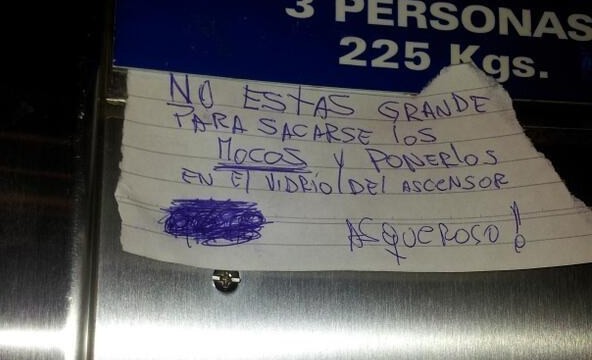 3 PERSONAS
225 Kgs.
NO ESTAS GRANDE
PARA SACARSE los
MOCOS y PONERlOS
EN El VIDRIO DEL ASCENSOR
ASQUEROSO!